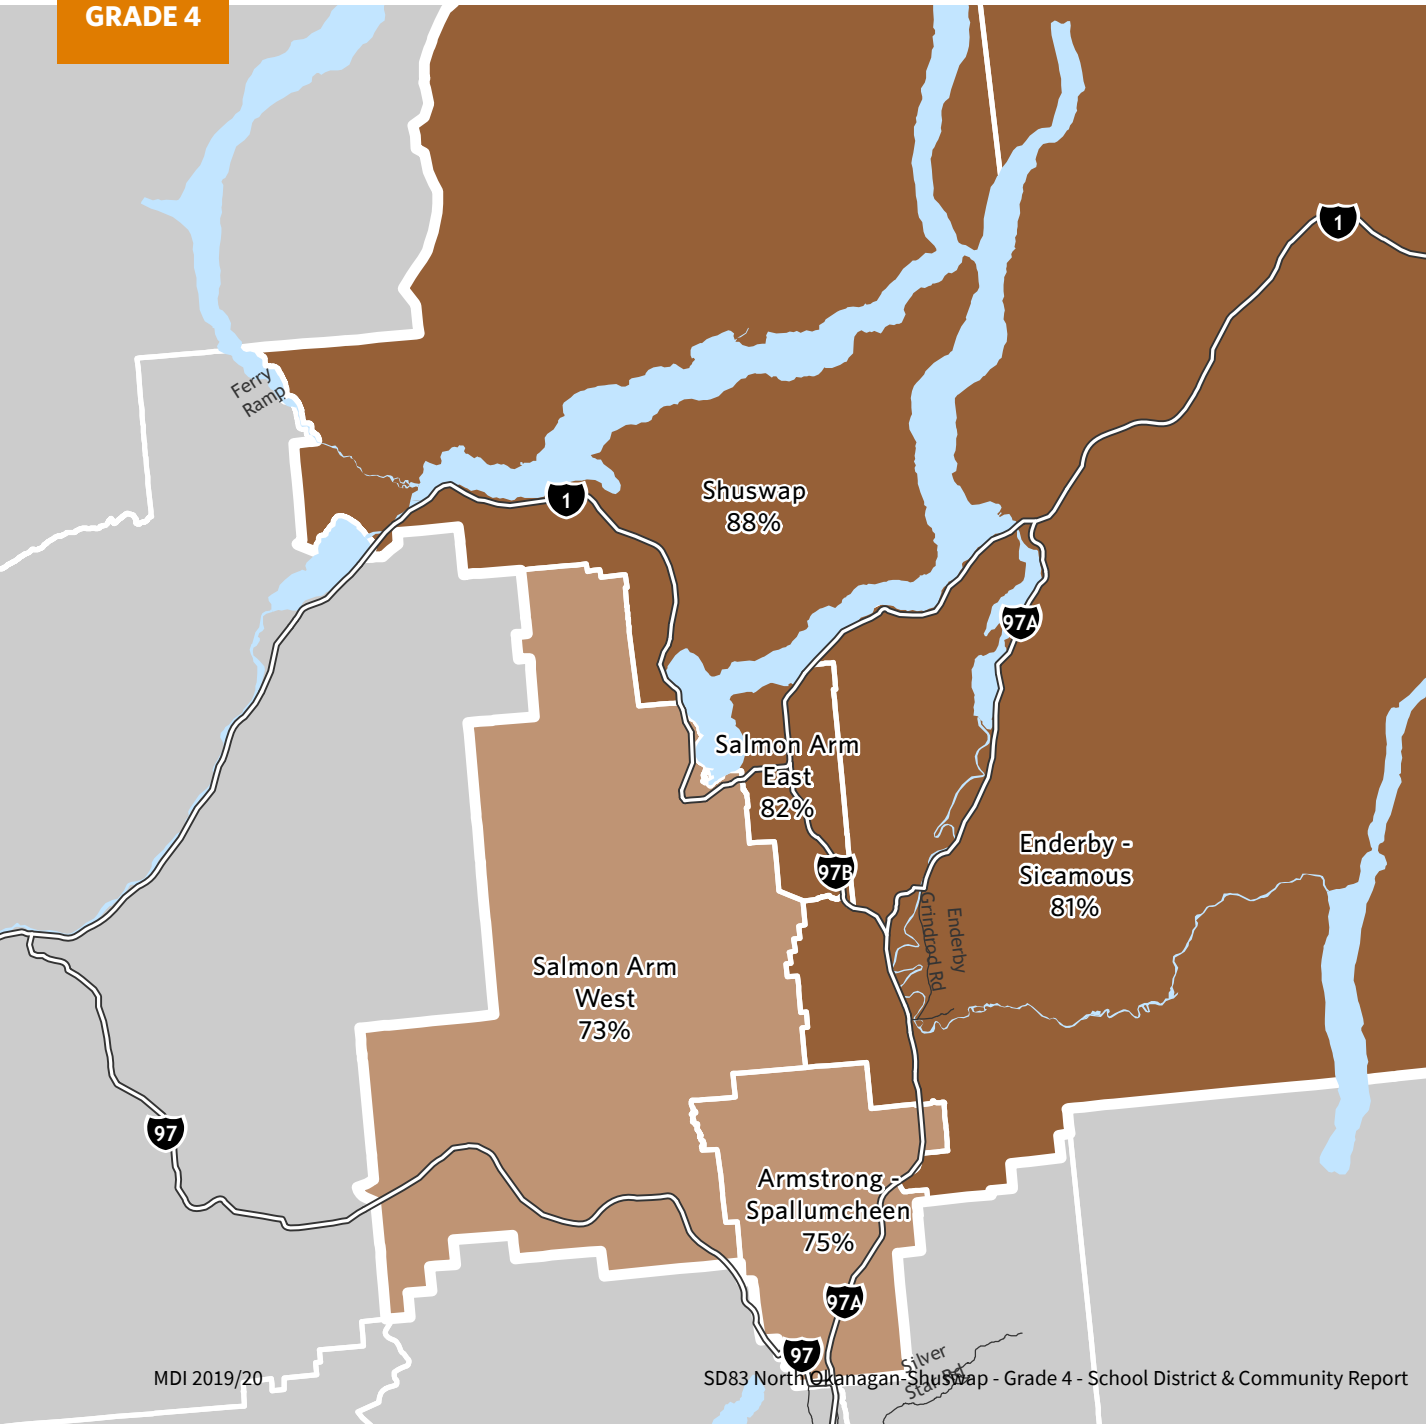 GRADE 4
1
Ferry
Ramp
Shuswap
88%
1
97A
Salmon Arm
East
82%
Enderby -
Sicamous
81%
97B
Enderby
Grindrod Rd
Salmon Arm
West
73%
97
Armstrong -
Spallumcheen
75%
97A
97
Silver
Star Rd
MDI 2019/20
SD83 North Okanagan-Shuswap - Grade 4 - School District & Community Report